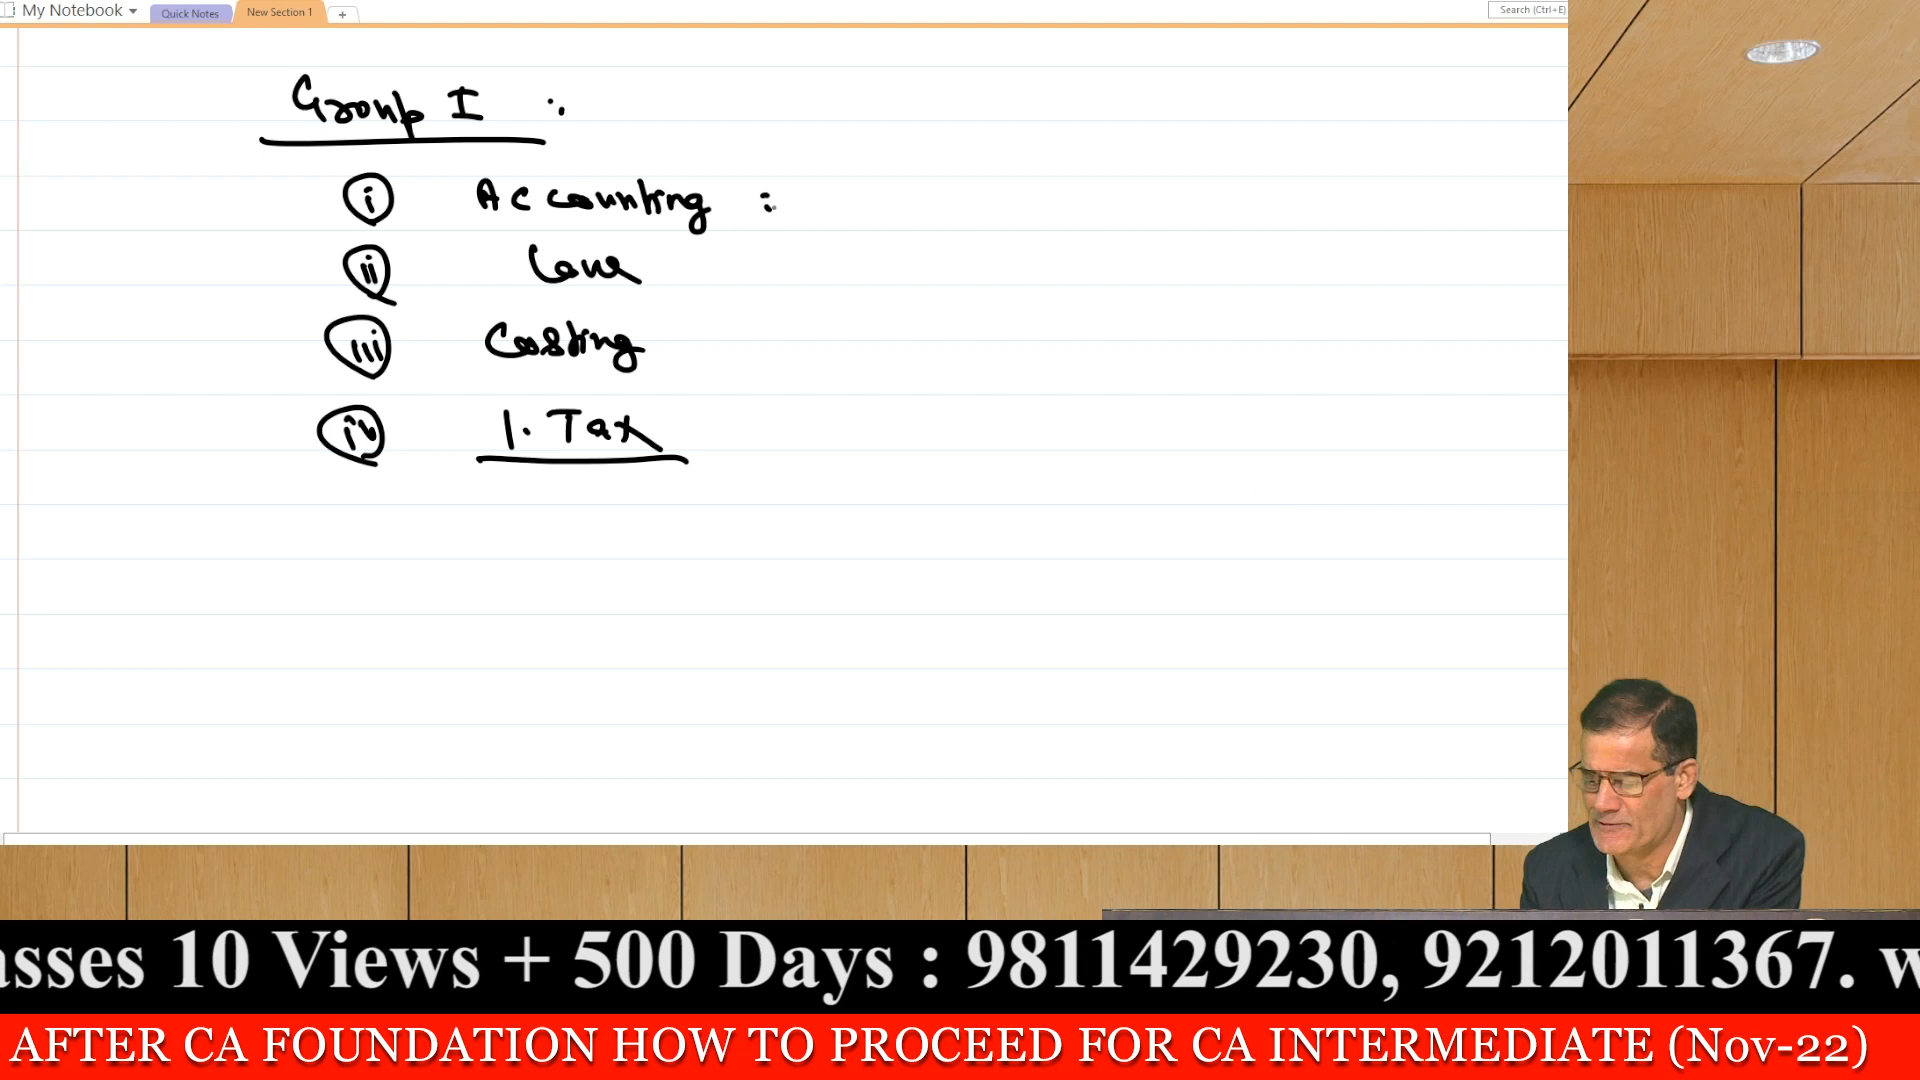 My Notebook Quick Notes New Section 1 + Search (Ctrl+E)
Group I :
i Accounting :
ii Law
iii Costing
iv I. Tax
asses 10 Views + 500 Days : 9811429230, 9212011367. w
AFTER CA FOUNDATION HOW TO PROCEED FOR CA INTERMEDIATE (Nov-22)